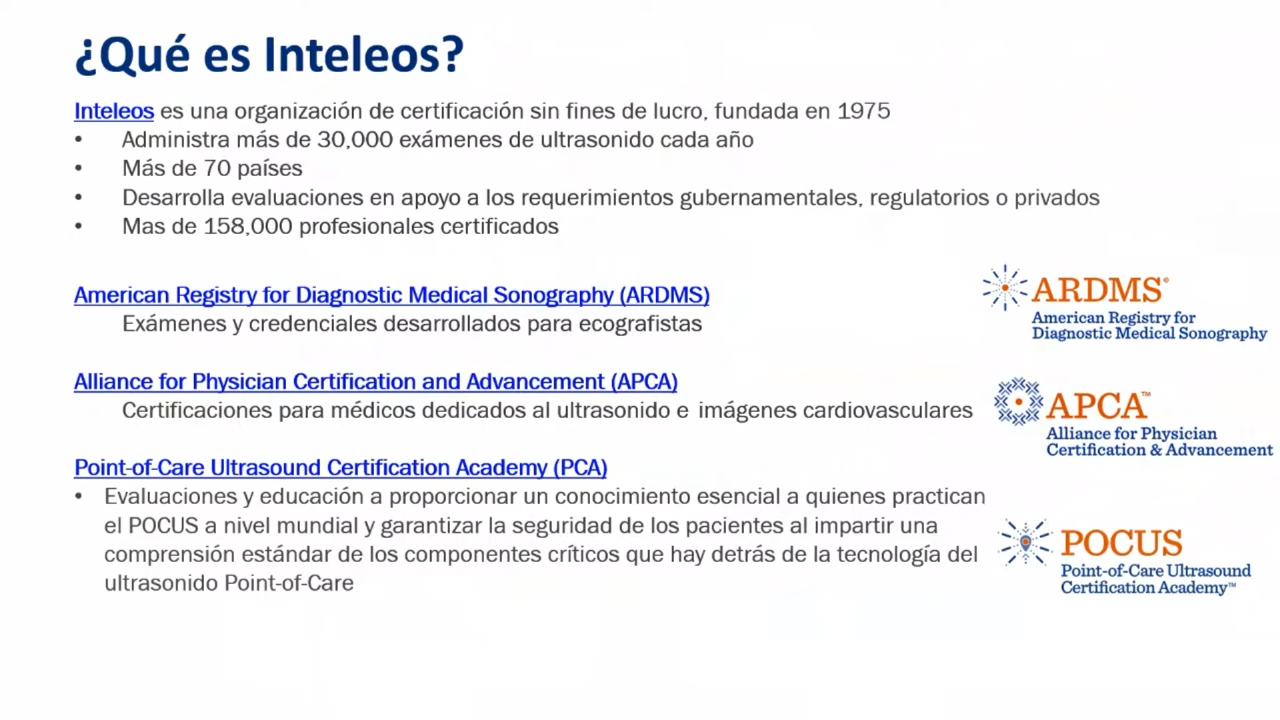 ¿Qué es Inteleos?
Inteleos es una organización de certificación sin fines de lucro, fundada en 1975
• Administra más de 30,000 exámenes de ultrasonido cada año
• Más de 70 países
• Desarrolla evaluaciones en apoyo a los requerimientos gubernamentales, regulatorios o privados
• Mas de 158,000 profesionales certificados
American Registry for Diagnostic Medical Sonography (ARDMS)
Exámenes y credenciales desarrollados para ecografistas
ARDMS®
American Registry for
Diagnostic Medical Sonography
Alliance for Physician Certification and Advancement (APCA)
Certificaciones para médicos dedicados al ultrasonido e imágenes cardiovasculares
APCA™
Alliance for Physician
Certification & Advancement
Point-of-Care Ultrasound Certification Academy (PCA)
• Evaluaciones y educación a proporcionar un conocimiento esencial a quienes practican
el POCUS a nivel mundial y garantizar la seguridad de los pacientes al impartir una
comprensión estándar de los componentes críticos que hay detrás de la tecnología del
ultrasonido Point-of-Care
POCUS
Point-of-Care Ultrasound
Certification Academy™